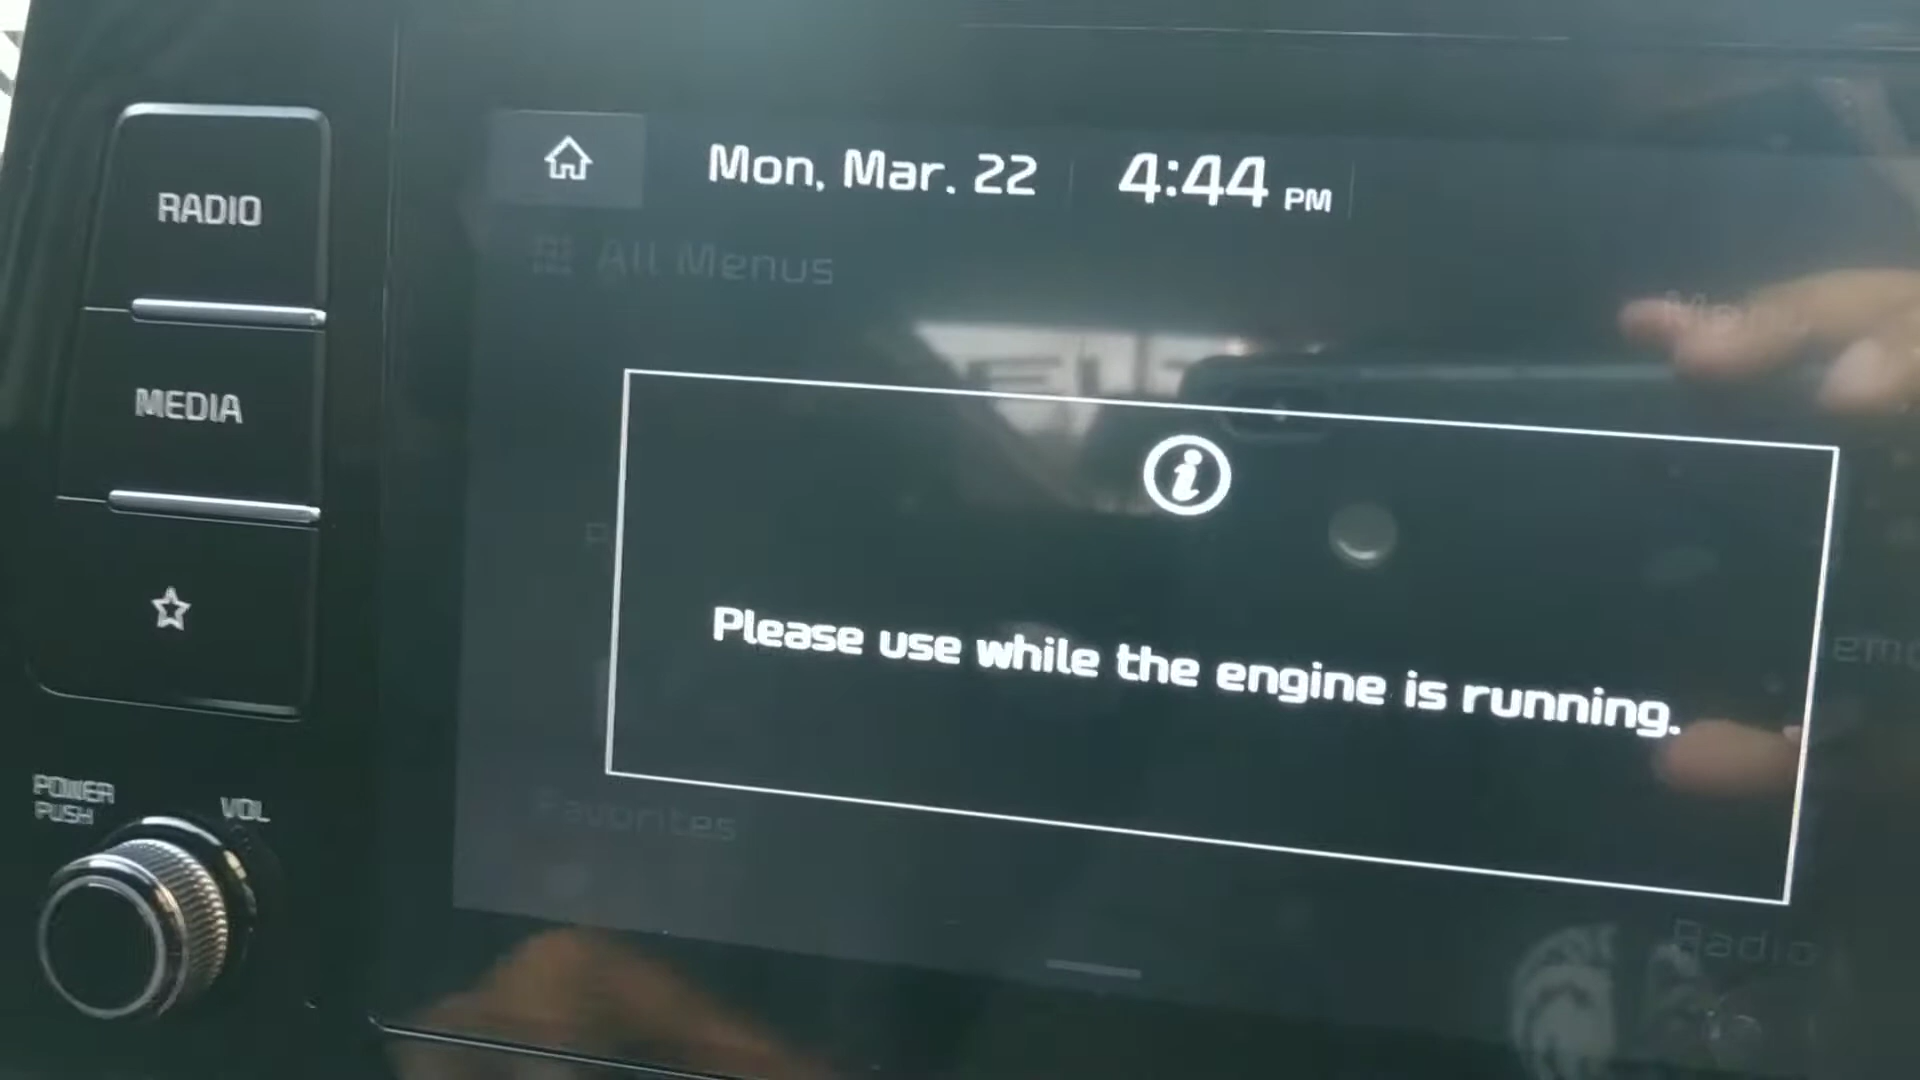 RADIO
MEDIA
POWER
PUSH
VOL
Mon, Mar. 22
4:44 PM
All Menus
Menu
Please use while the engine is running.
Favorites
Radio